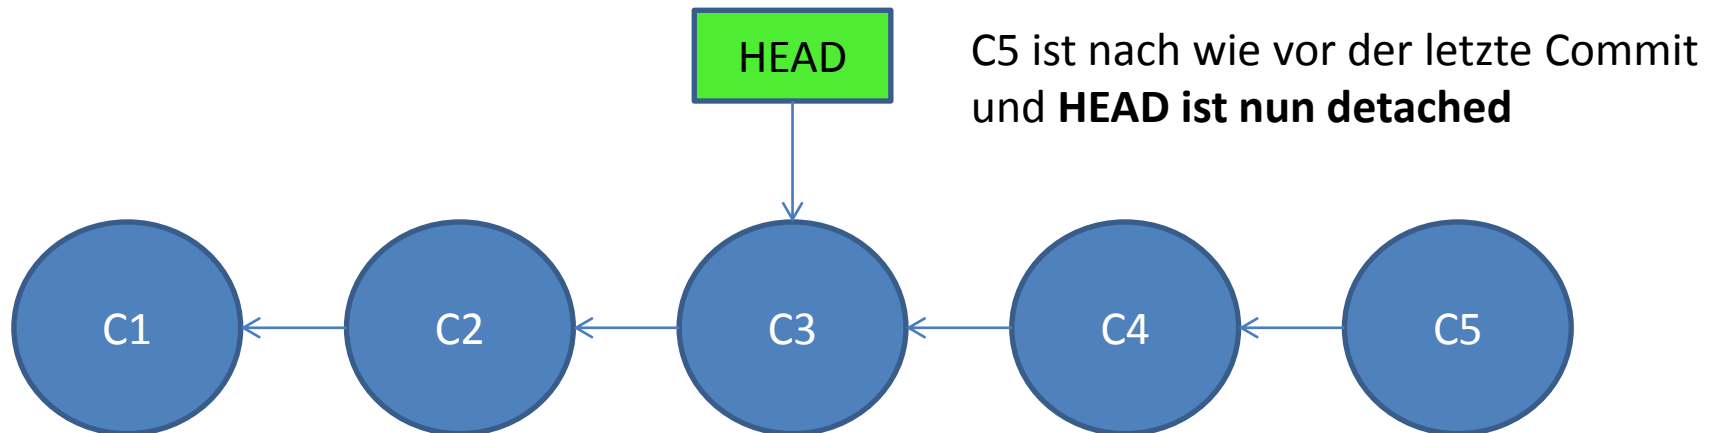 HEAD
C5 ist nach wie vor der letzte Commit
und HEAD ist nun detached
C1
C2
C3
C4
C5